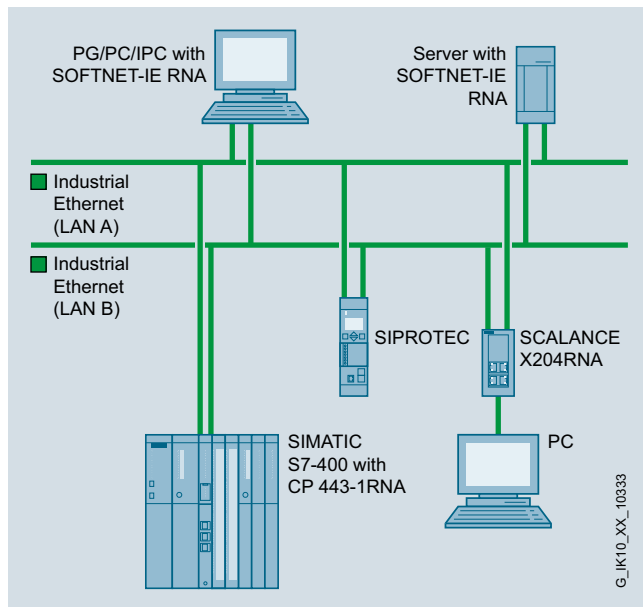 PG/PC/IPC with
SOFTNET-IE RNA
Server with
SOFTNET-IE
RNA
Industrial
Ethernet
(LAN A)
Industrial
Ethernet
(LAN B)
SIPROTEC
SCALANCE
X204RNA
SIMATIC
S7-400 with
CP 443-1RNA
PC
G_IK10_XX_10333